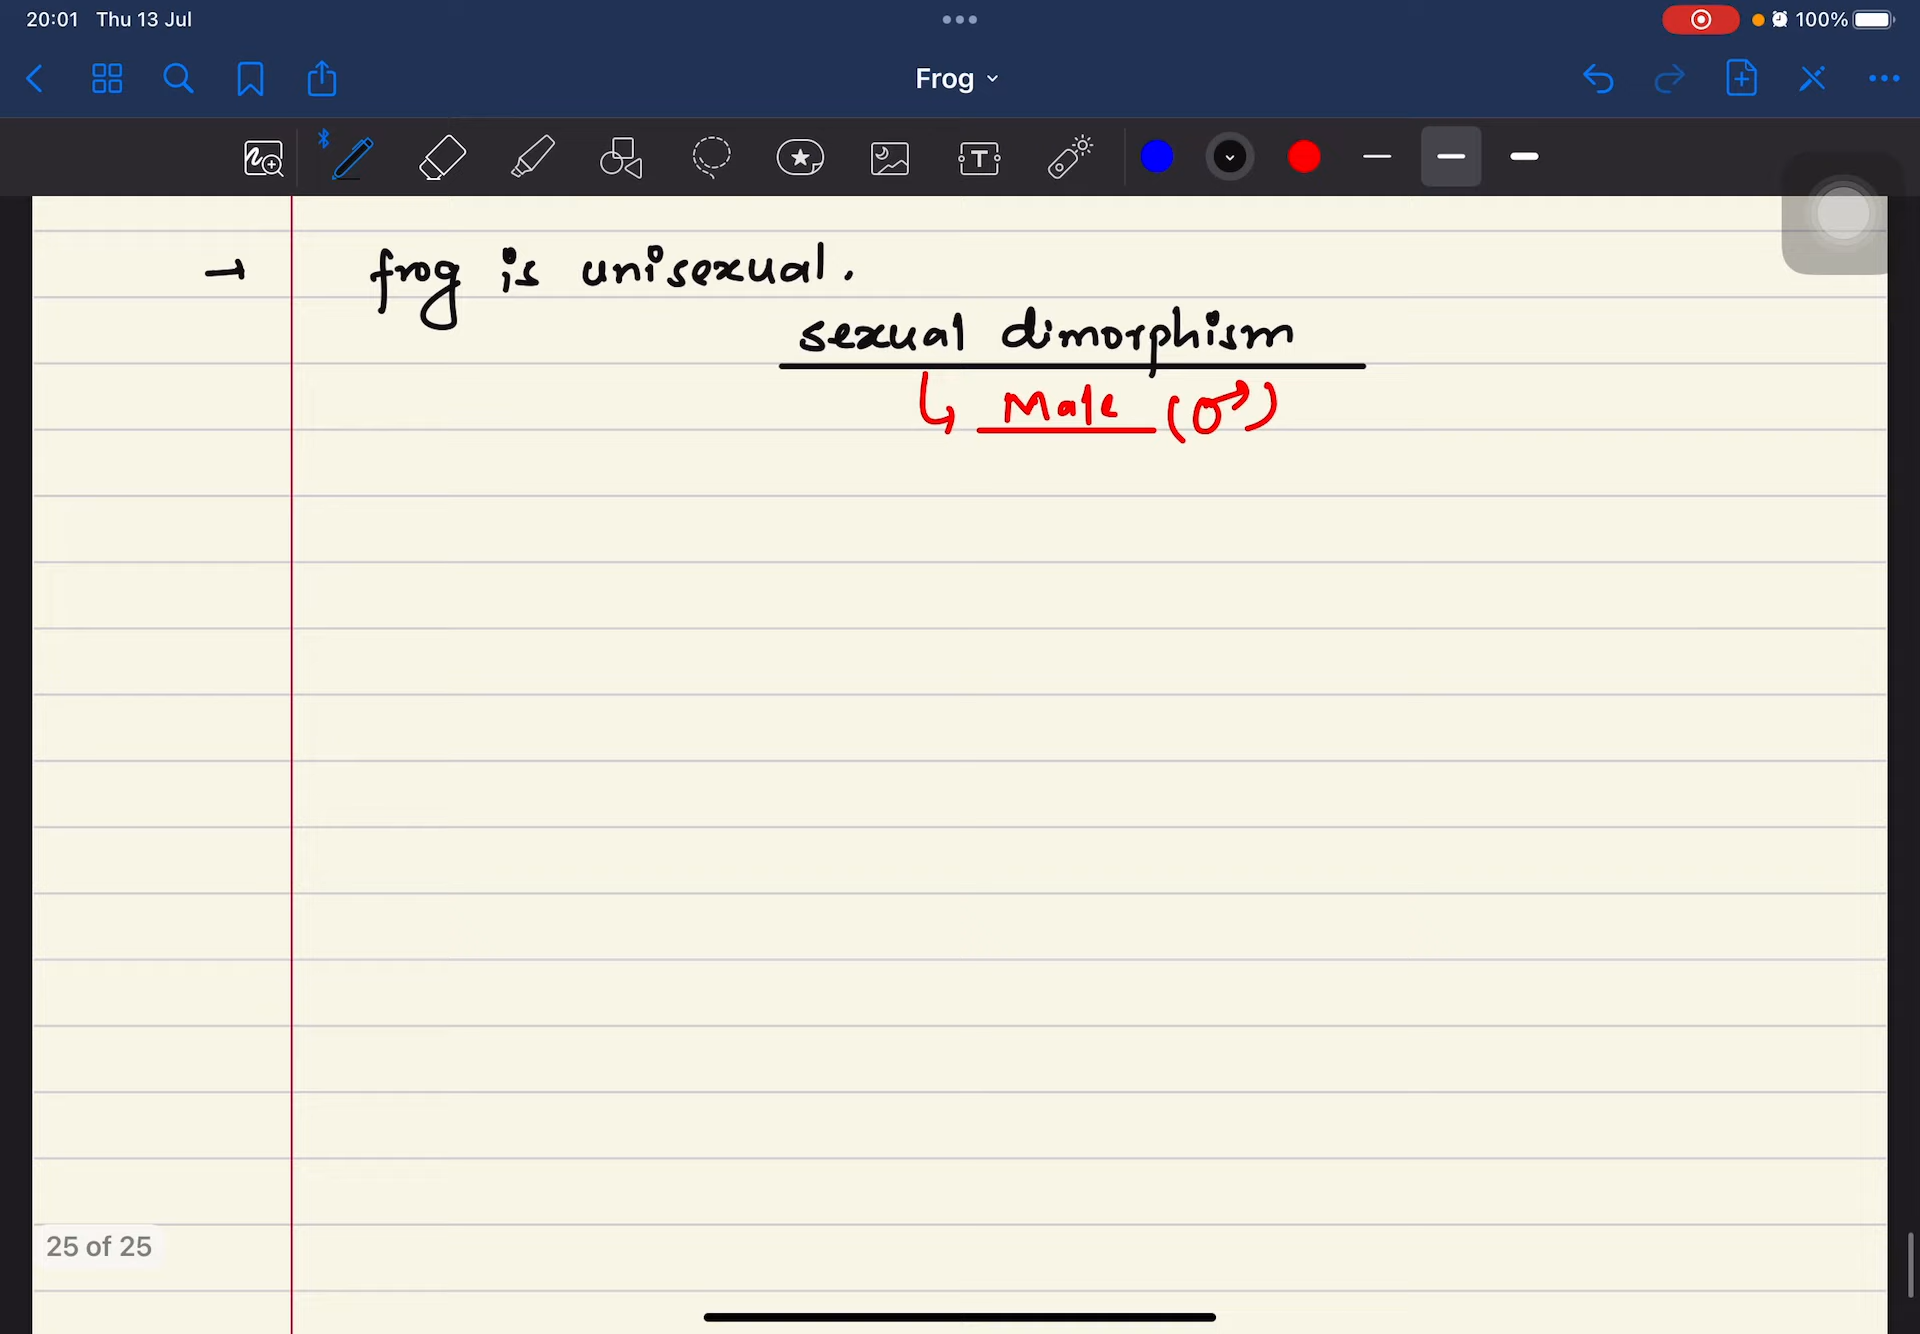 20:01 Thu 13 Jul
100%
Frog
T
→ frog is unisexual.
sexual dimorphism
↳ Male (♂)
25 of 25